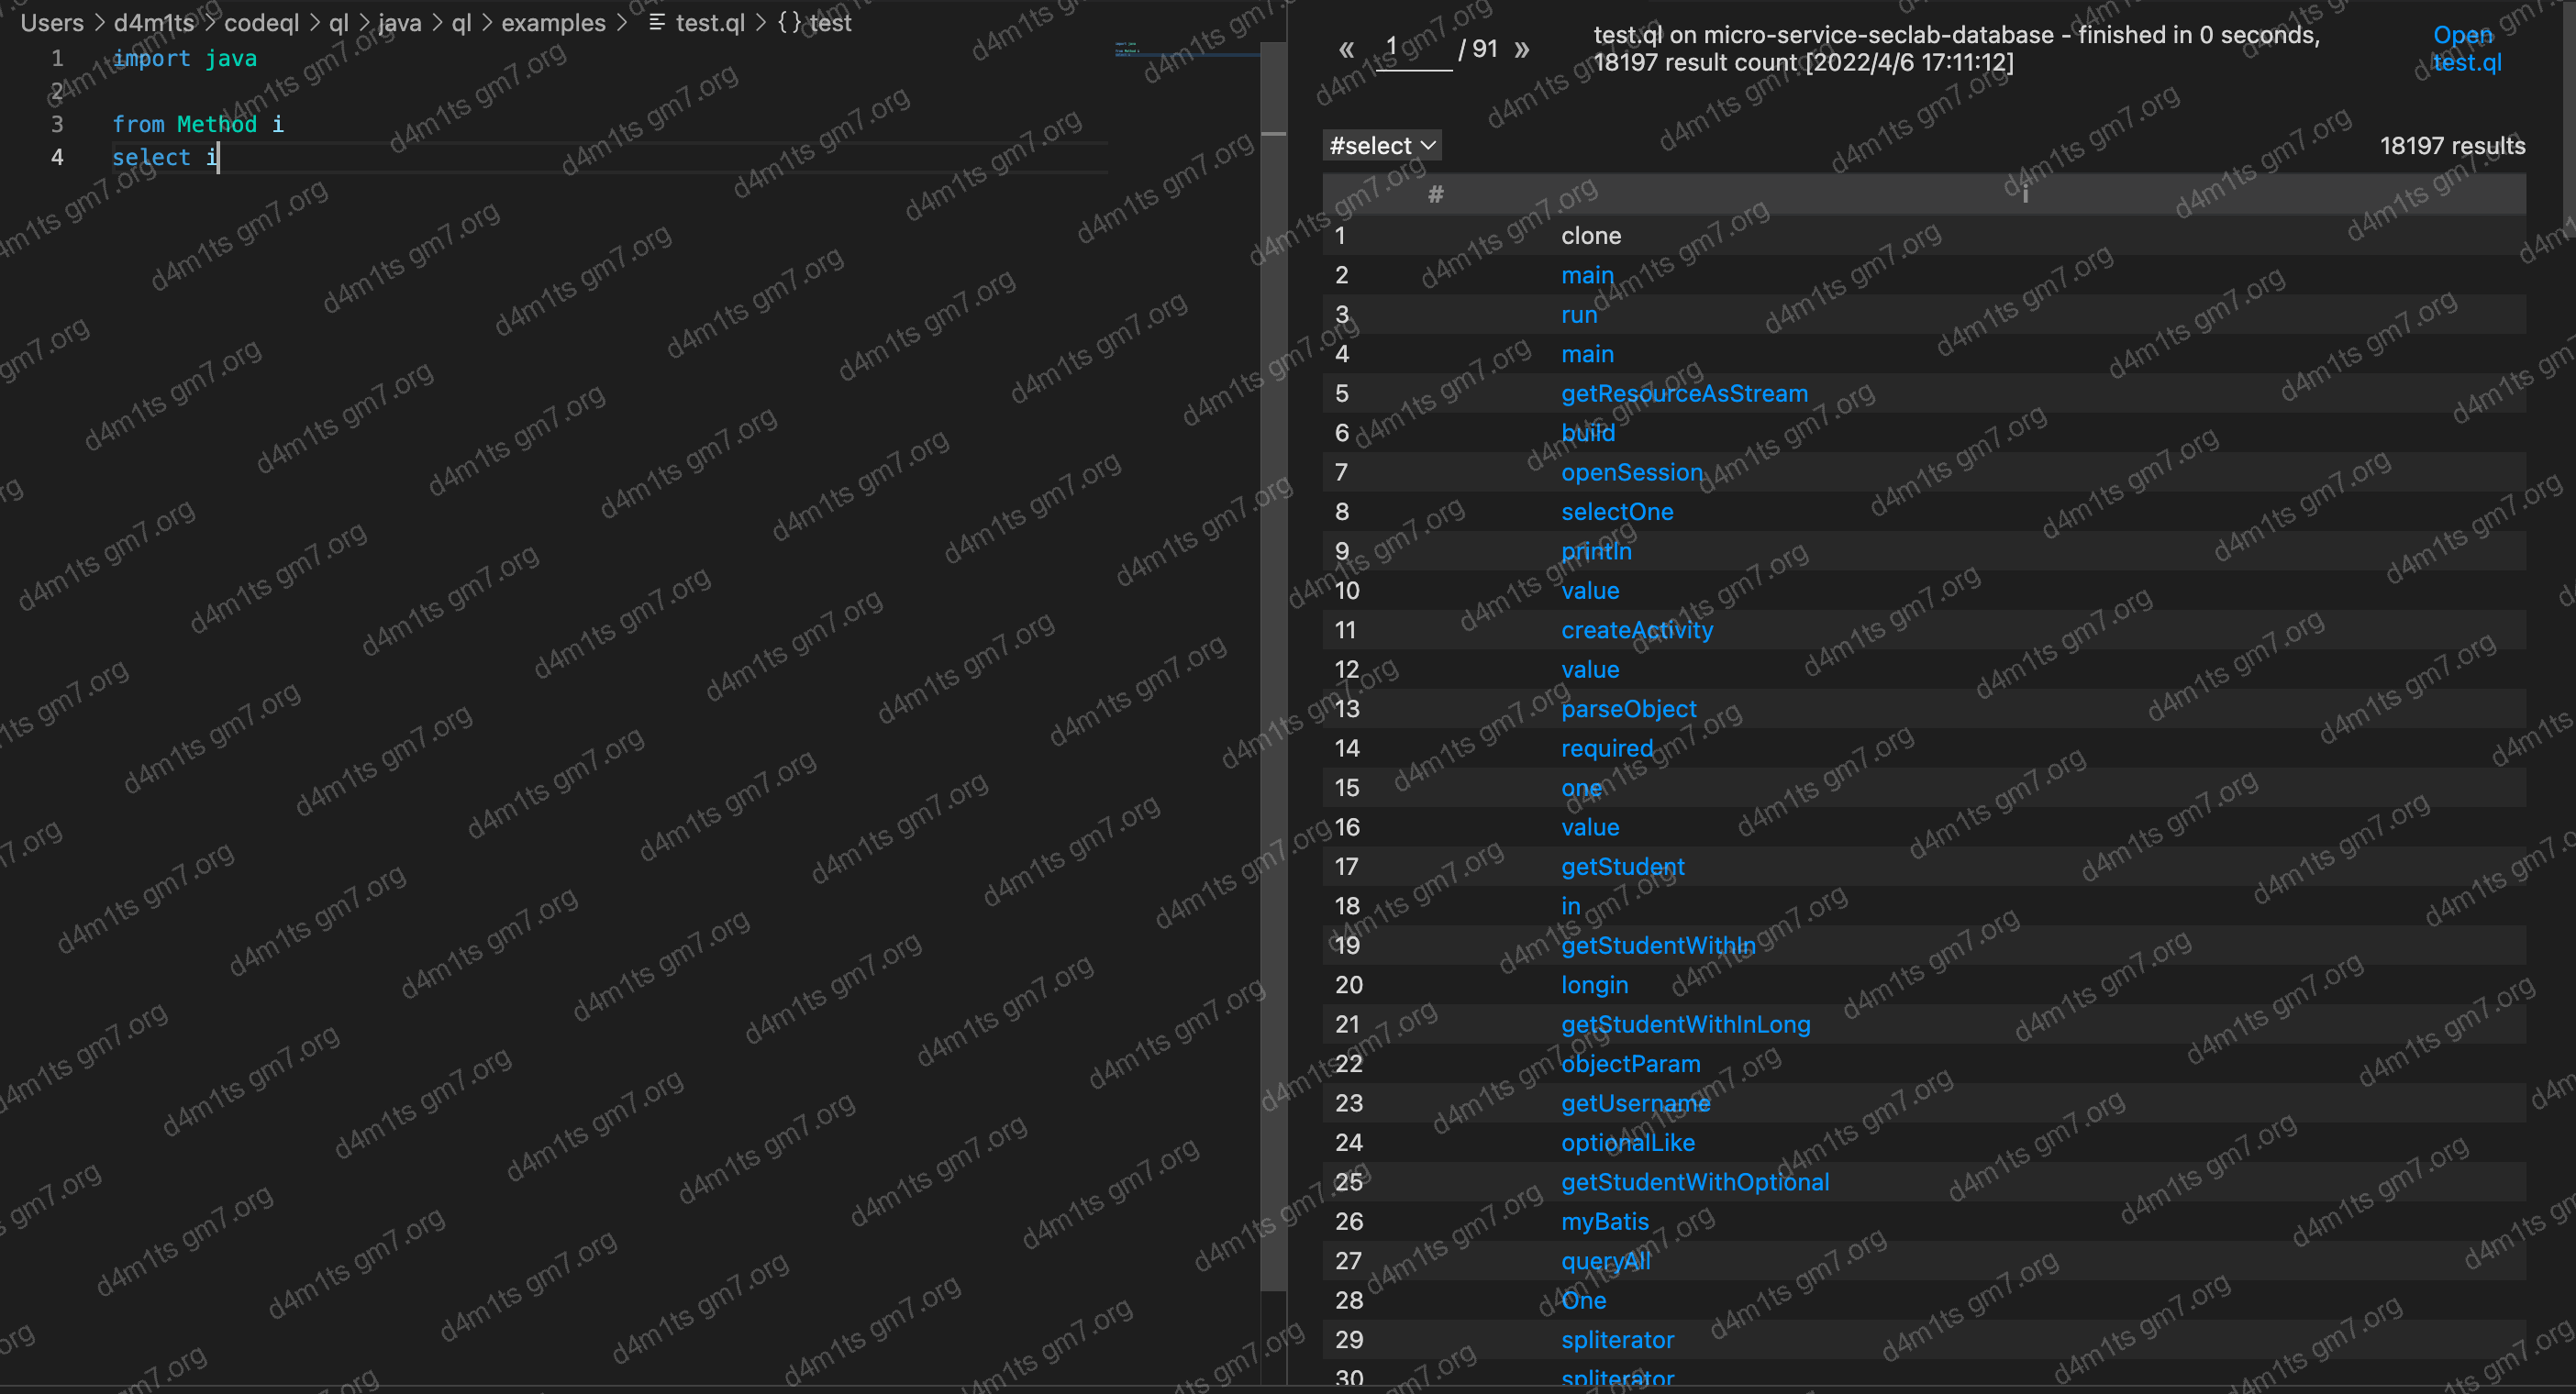 Users > d4m1ts > codeql > ql > java > ql > examples > test.ql > {} test
1 import java
2
3 from Method i
4 select i
« 1 / 91 »
test.ql on micro-service-seclab-database - finished in 0 seconds,
18197 result count [2022/4/6 17:11:12]
Open
test.ql
#select
18197 results
# i
1 clone
2 main
3 run
4 main
5 getResourceAsStream
6 build
7 openSession
8 selectOne
9 println
10 value
11 createActivity
12 value
13 parseObject
14 required
15 one
16 value
17 getStudent
18 in
19 getStudentWithIn
20 longin
21 getStudentWithInLong
22 objectParam
23 getUsername
24 optionalLike
25 getStudentWithOptional
26 myBatis
27 queryAll
28 One
29 spliterator
30 spliterator
d4m1ts gm7.org